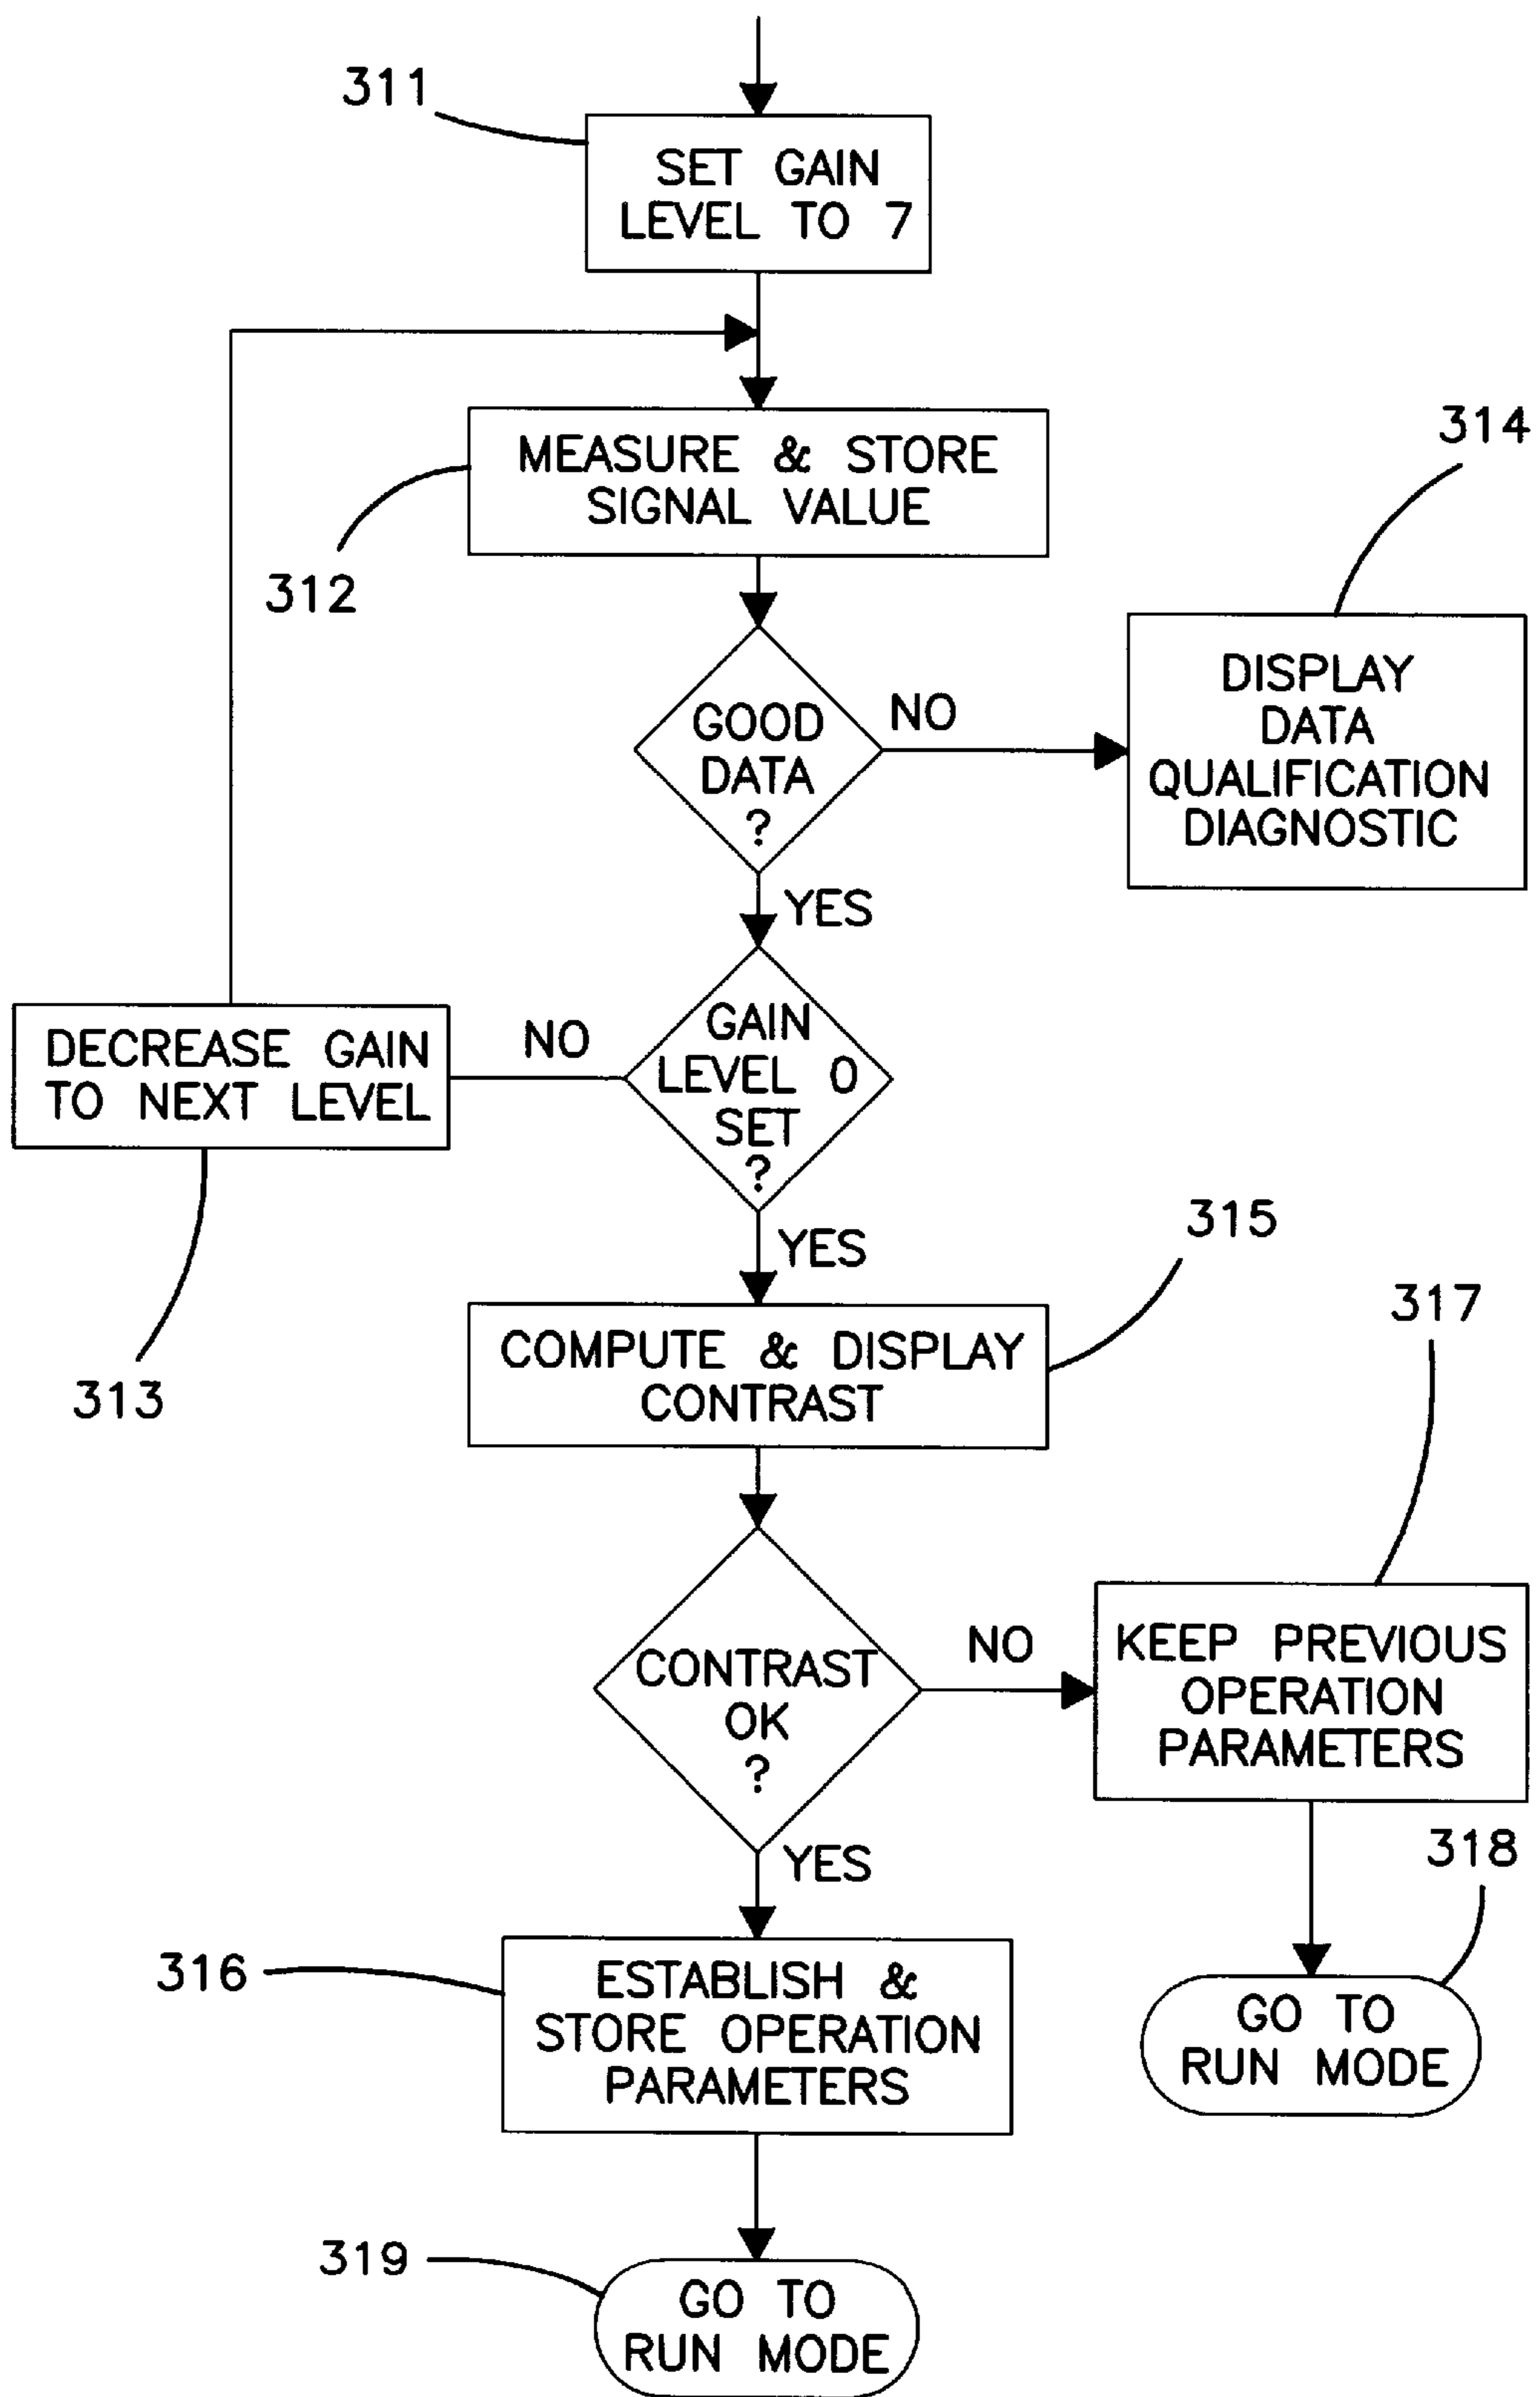 311
SET GAIN
LEVEL TO 7
MEASURE & STORE
SIGNAL VALUE
312
314
GOOD
DATA
?
NO
DISPLAY
DATA
QUALIFICATION
DIAGNOSTIC
YES
GAIN
LEVEL 0
SET
?
NO
DECREASE GAIN
TO NEXT LEVEL
313
YES
315
COMPUTE & DISPLAY
CONTRAST
317
CONTRAST
OK
?
NO
KEEP PREVIOUS
OPERATION
PARAMETERS
318
GO TO
RUN MODE
YES
316
ESTABLISH &
STORE OPERATION
PARAMETERS
319
GO TO
RUN MODE